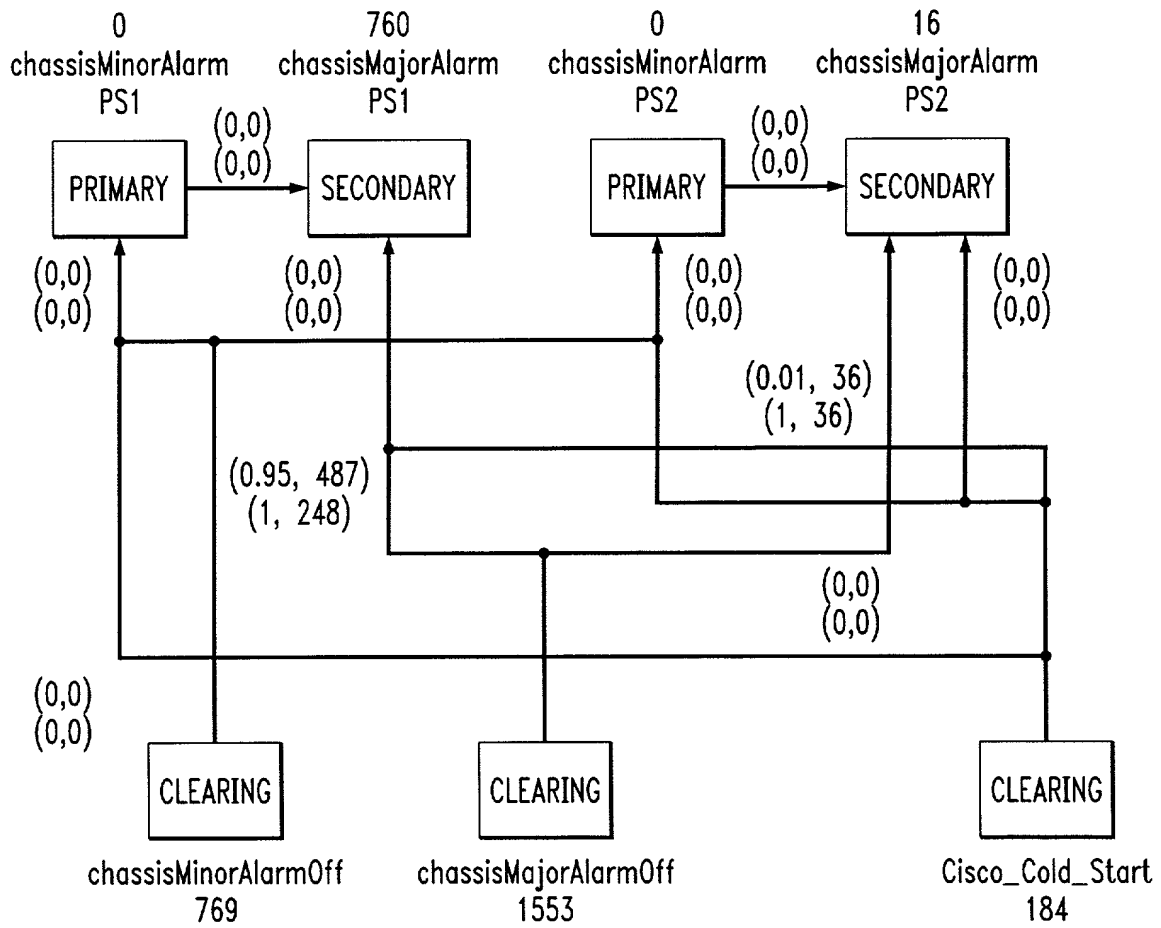 0
chassisMinorAlarm
PS1
760
chassisMajorAlarm
PS1
0
chassisMinorAlarm
PS2
16
chassisMajorAlarm
PS2
(0,0)
(0,0)
(0,0)
(0,0)
PRIMARY
SECONDARY
PRIMARY
SECONDARY
(0,0)
(0,0)
(0,0)
(0,0)
(0,0)
(0,0)
(0,0)
(0,0)
(0.01, 36)
(1, 36)
(0.95, 487)
(1, 248)
(0,0)
(0,0)
(0,0)
(0,0)
CLEARING
CLEARING
CLEARING
chassisMinorAlarmOff
769
chassisMajorAlarmOff
1553
Cisco_Cold_Start
184